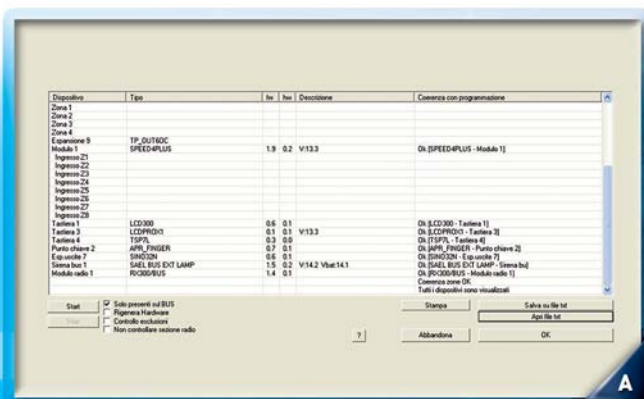 Dispositivo Tipo fw hw Descrizione Coerenza con programmazione
Zona 1
Zona 2
Zona 3
Zona 4
Espansione 9 TP_OUT6OC
Modulo 1 SPEED4PLUS 1.9 0.2 V:13.3 Ok [SPEED4PLUS - Modulo 1]
Ingresso Z1
Ingresso Z2
Ingresso Z3
Ingresso Z4
Ingresso Z5
Ingresso Z6
Ingresso Z7
Ingresso Z8
Tastiera 1 LCD300 0.6 0.1 Ok [LCD300 - Tastiera 1]
Tastiera 3 LCDPROX1 0.1 0.1 V:13.3 Ok [LCDPROX1 - Tastiera 3]
Tastiera 4 TSP7L 0.3 0.0 Ok [TSP7L - Tastiera 4]
Punto chiave 2 APR_FINGER 0.7 0.1 Ok [APR_FINGER - Punto chiave 2]
Esp.uscite 7 SIN032N 0.6 0.1 Ok [SIN032N - Esp.uscite 7]
Sirena bus 1 SAEL BUS EXT LAMP 1.5 0.2 V:14.2 Vbat:14.1 Ok [SAEL BUS EXT LAMP - Sirena bu]
Modulo radio 1 RX300/BUS 1.4 0.1 Ok [RX300/BUS - Modulo radio 1]
Coerenza zone OK
Tutti i dispositivi sono visualizzati
Start Solo presenti sul BUS Stampa Salva su file txt
Rigenera Hardware Apri file txt
Stop Controllo esclusioni
Non controllare sezione radio ? Abbandona OK
A